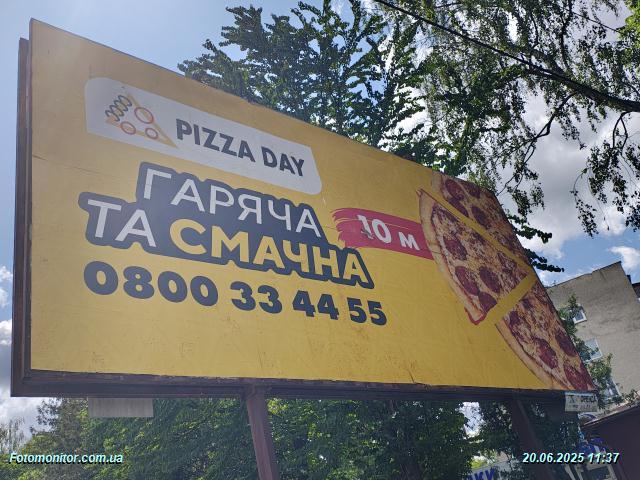 PIZZA DAY
ГАРЯЧА
ТА СМАЧНА
10 м
0800 33 44 55
Fotomonitor.com.ua
20.06.2025 11:37